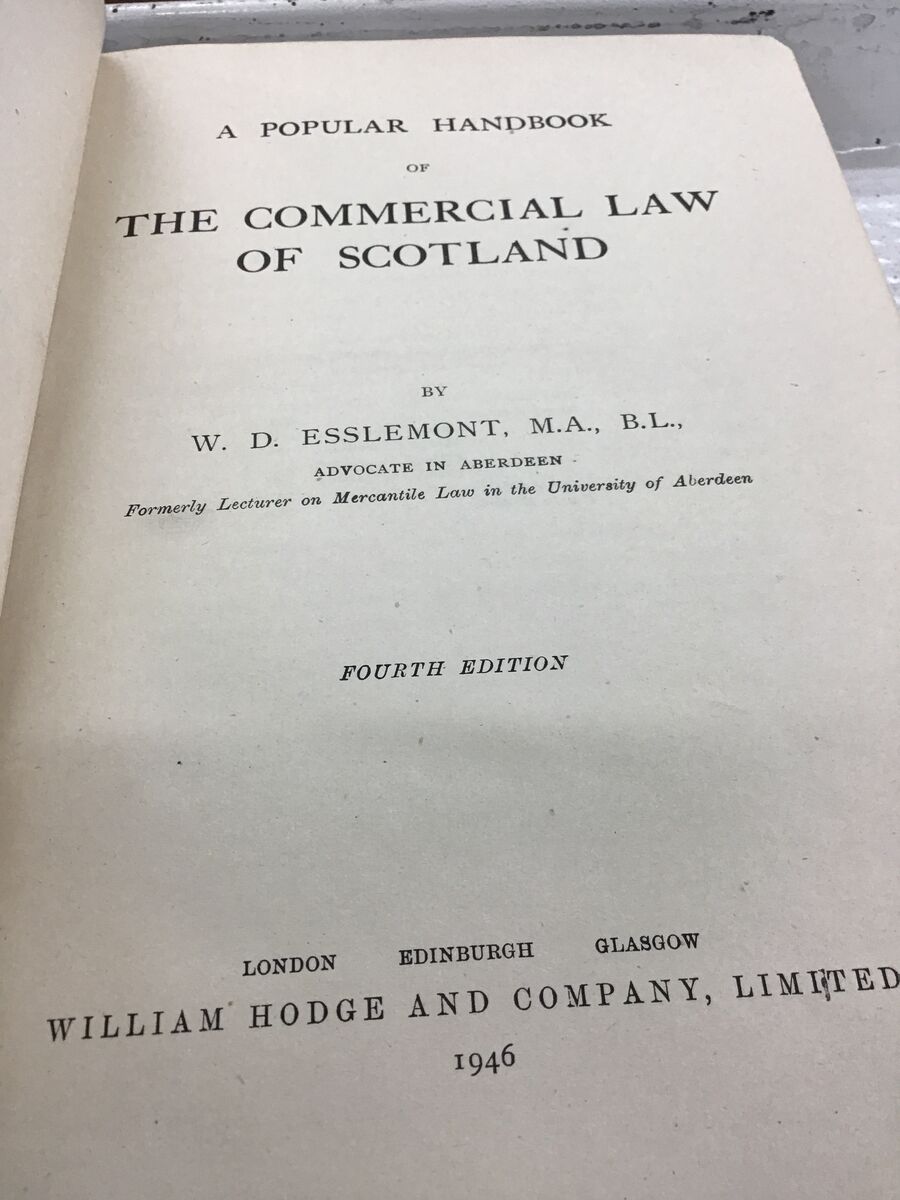 A POPULAR HANDBOOK
OF
THE COMMERCIAL LAW
OF SCOTLAND
BY
W. D. ESSLEMONT, M.A., B.L.,
ADVOCATE IN ABERDEEN
Formerly Lecturer on Mercantile Law in the University of Aberdeen
FOURTH EDITION
LONDON EDINBURGH GLASGOW
WILLIAM HODGE AND COMPANY, LIMITED
1946